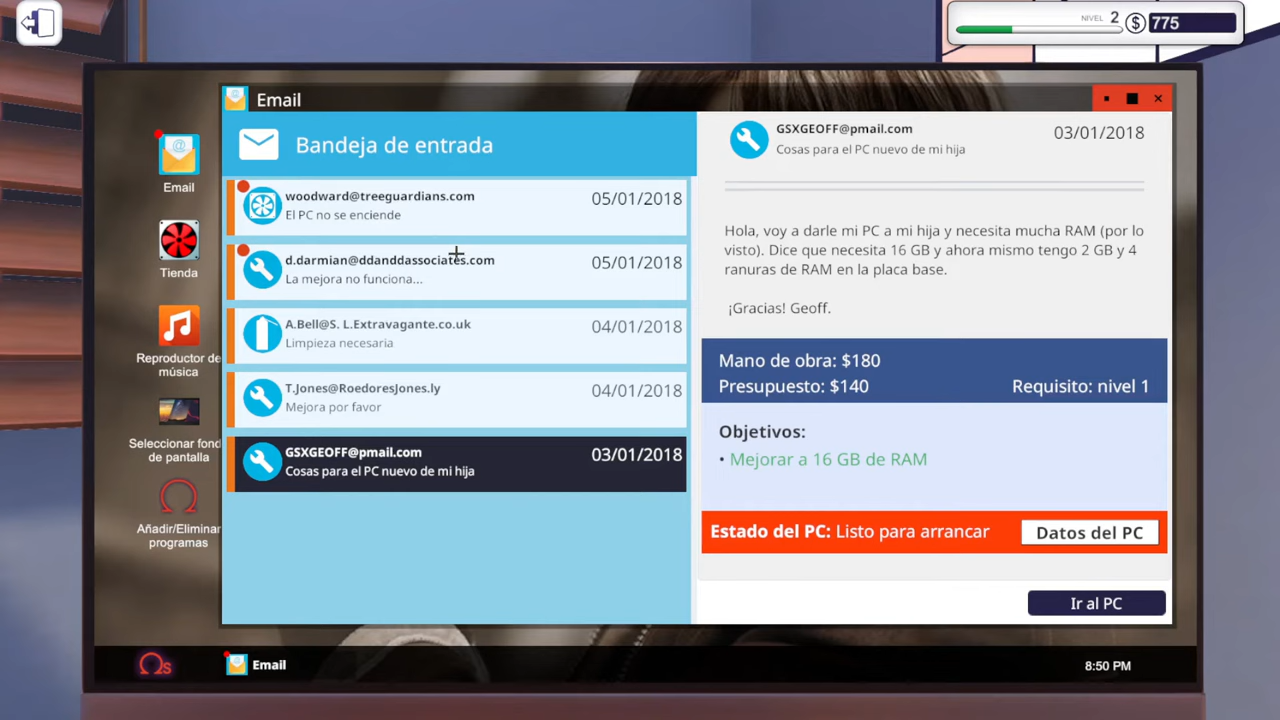 NIVEL 2 $ 775
Email
Bandeja de entrada
woodward@treeguardians.com 05/01/2018
El PC no se enciende
d.darmian@ddanddassociates.com 05/01/2018
La mejora no funciona...
A.Bell@S. L.Extravagante.co.uk 04/01/2018
Limpieza necesaria
T.Jones@RoedoresJones.ly 04/01/2018
Mejora por favor
GSXGEOFF@pmail.com 03/01/2018
Cosas para el PC nuevo de mi hija
GSXGEOFF@pmail.com 03/01/2018
Cosas para el PC nuevo de mi hija
Hola, voy a darle mi PC a mi hija y necesita mucha RAM (por lo
visto). Dice que necesita 16 GB y ahora mismo tengo 2 GB y 4
ranuras de RAM en la placa base.
¡Gracias! Geoff.
Mano de obra: $180
Presupuesto: $140 Requisito: nivel 1
Objetivos:
• Mejorar a 16 GB de RAM
Estado del PC: Listo para arrancar Datos del PC
Ir al PC
Email
Tienda
Reproductor de
música
Seleccionar fond
de pantalla
Añadir/Eliminar
programas
Ωs Email 8:50 PM